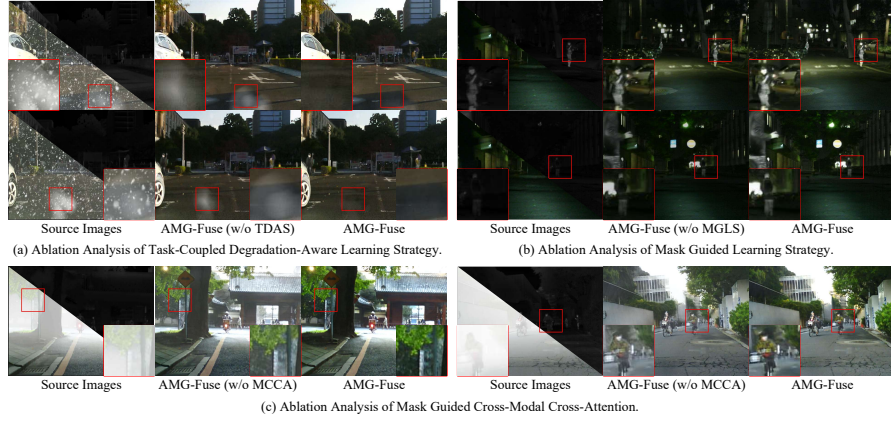 Source Images AMG-Fuse (w/o TDAS) AMG-Fuse Source Images AMG-Fuse (w/o MGLS) AMG-Fuse
(a) Ablation Analysis of Task-Coupled Degradation-Aware Learning Strategy. (b) Ablation Analysis of Mask Guided Learning Strategy.
Source Images AMG-Fuse (w/o MCCA) AMG-Fuse Source Images AMG-Fuse (w/o MCCA) AMG-Fuse
(c) Ablation Analysis of Mask Guided Cross-Modal Cross-Attention.